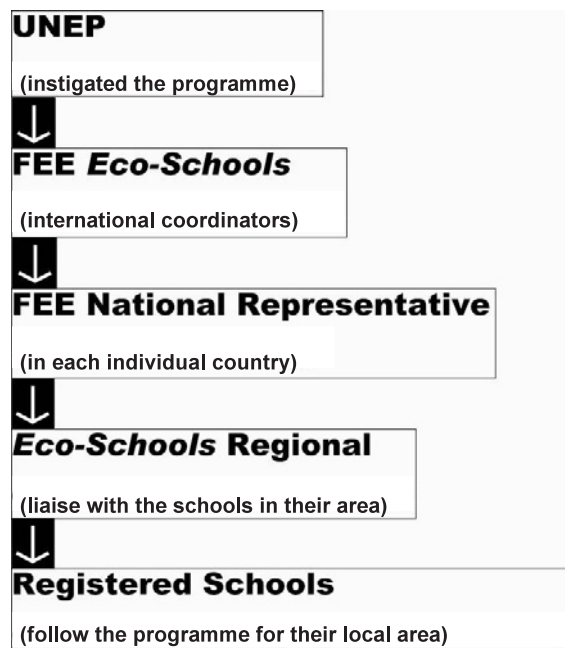 UNEP
(instigated the programme)
FEE Eco-Schools
(international coordinators)
FEE National Representative
(in each individual country)
Eco-Schools Regional
(liaise with the schools in their area)
Registered Schools
(follow the programme for their local area)